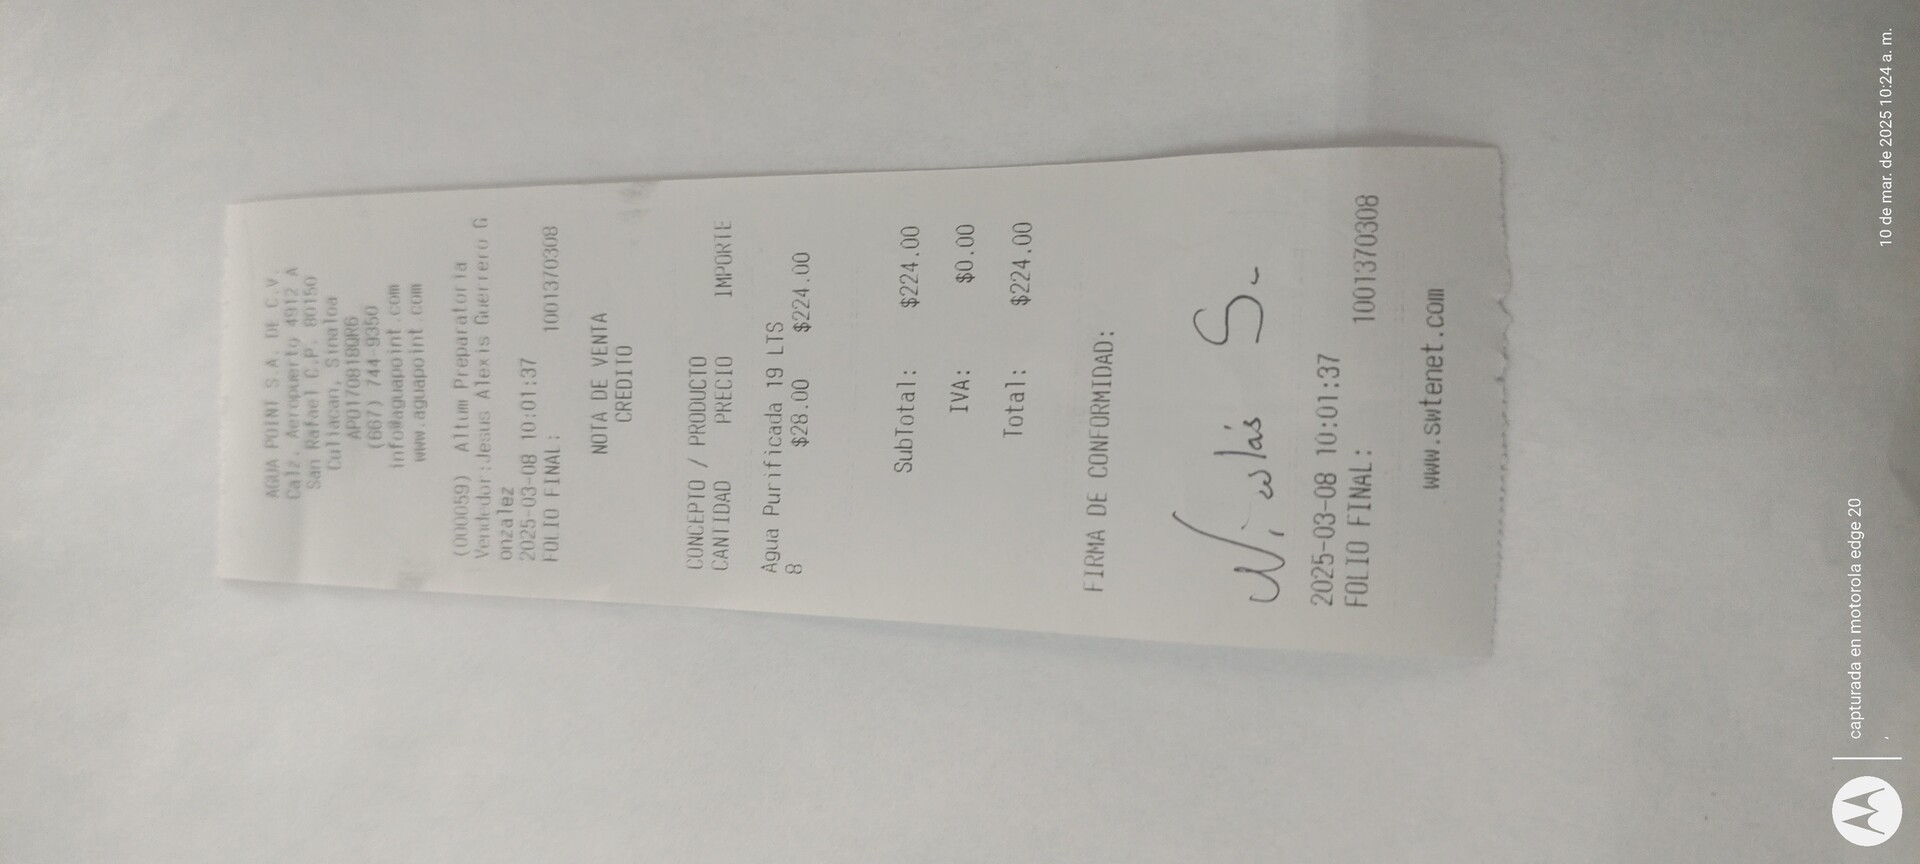 AGUA POINT S.A. DE C.V.
Calz. Aeropuerto 4912 A
San Rafael C.P. 80150
Culiacan, Sinaloa
APO170818QR6
(667) 744-9350
info@aguapoint.com
www.aguapoint.com
(000059) Altum Preparatoria
Vendedor:Jesus Alexis Guerrero G
onzalez
2025-03-08 10:01:37
FOLIO FINAL: 1001370308
NOTA DE VENTA
CREDITO
CONCEPTO / PRODUCTO
CANTIDAD PRECIO IMPORTE
Agua Purificada 19 LTS
8 $28.00 $224.00
SubTotal: $224.00
IVA: $0.00
Total: $224.00
FIRMA DE CONFORMIDAD:
Nicolás S.
2025-03-08 10:01:37
FOLIO FINAL: 1001370308
www.swtenet.com
capturada en motorola edge 20
10 de mar. de 2025 10:24 a. m.